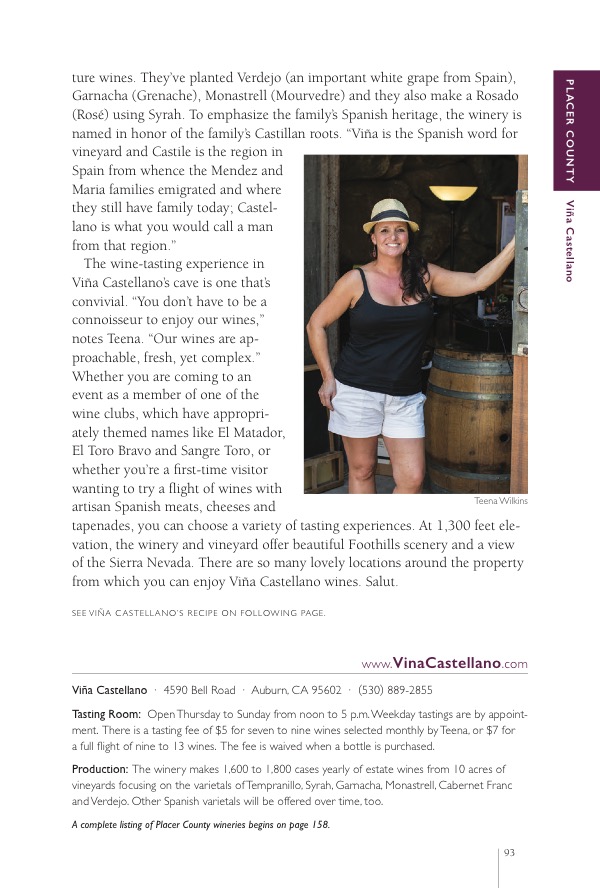 ture wines. They’ve planted Verdejo (an important white grape from Spain),
Garnacha (Grenache), Monastrell (Mourvedre) and they also make a Rosado
(Rosé) using Syrah. To emphasize the family’s Spanish heritage, the winery is
named in honor of the family’s Castillan roots. “Viña is the Spanish word for
vineyard and Castile is the region in
Spain from whence the Mendez and
Maria families emigrated and where
they still have family today; Castel-
lano is what you would call a man
from that region.”
The wine-tasting experience in
Viña Castellano’s cave is one that’s
convivial. “You don’t have to be a
connoisseur to enjoy our wines,”
notes Teena. “Our wines are ap-
proachable, fresh, yet complex.”
Whether you are coming to an
event as a member of one of the
wine clubs, which have appropri-
ately themed names like El Matador,
El Toro Bravo and Sangre Toro, or
whether you’re a first-time visitor
wanting to try a flight of wines with
artisan Spanish meats, cheeses and
tapenades, you can choose a variety of tasting experiences. At 1,300 feet ele-
vation, the winery and vineyard offer beautiful Foothills scenery and a view
of the Sierra Nevada. There are so many lovely locations around the property
from which you can enjoy Viña Castellano wines. Salut.
Teena Wilkins
SEE VIÑA CASTELLANO’S RECIPE ON FOLLOWING PAGE.
www.VinaCastellano.com
Viña Castellano · 4590 Bell Road · Auburn, CA 95602 · (530) 889-2855
Tasting Room: Open Thursday to Sunday from noon to 5 p.m. Weekday tastings are by appoint-
ment. There is a tasting fee of $5 for seven to nine wines selected monthly by Teena, or $7 for
a full flight of nine to 13 wines. The fee is waived when a bottle is purchased.
Production: The winery makes 1,600 to 1,800 cases yearly of estate wines from 10 acres of
vineyards focusing on the varietals of Tempranillo, Syrah, Garnacha, Monastrell, Cabernet Franc
and Verdejo. Other Spanish varietals will be offered over time, too.
A complete listing of Placer County wineries begins on page 158.
93
PLACER COUNTY
Viña Castellano